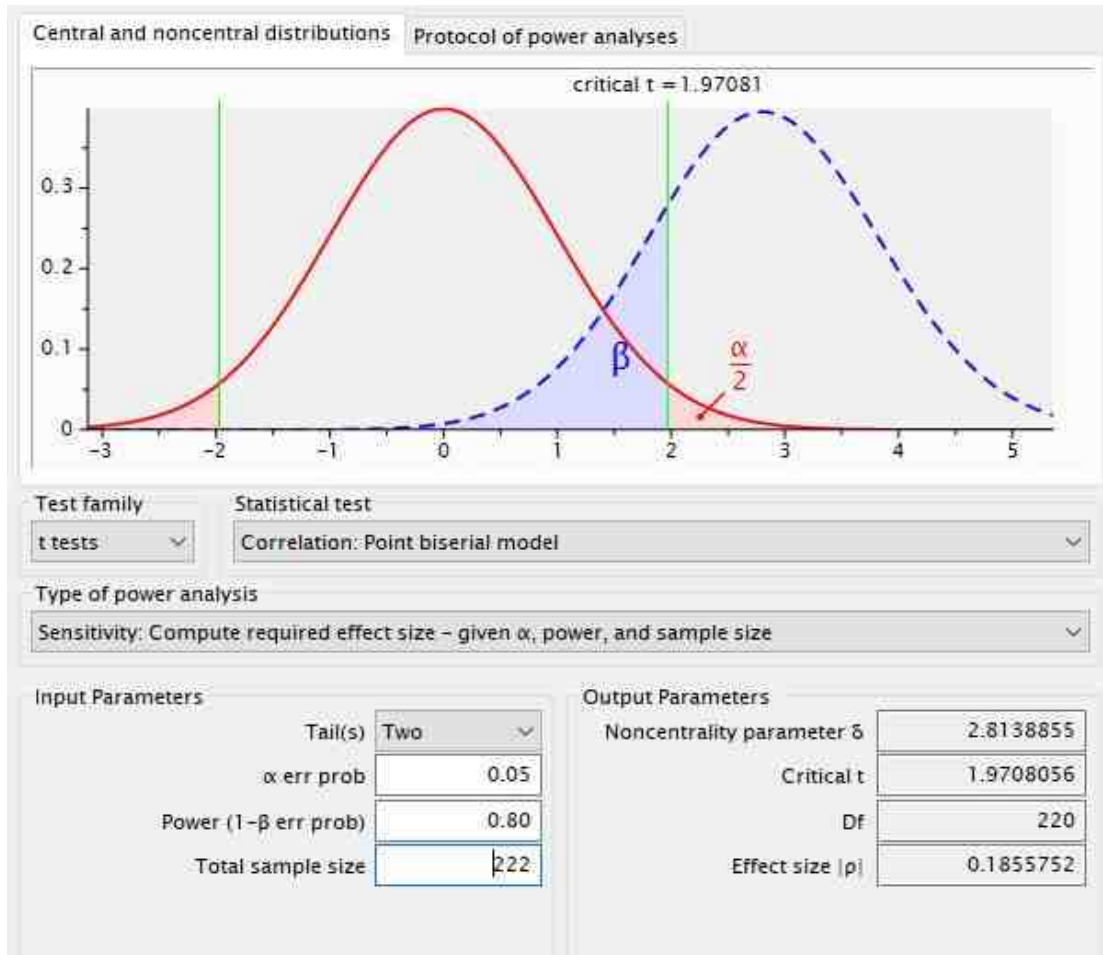 Central and noncentral distributions Protocol of power analyses
critical t = 1.97081
0.3
0.2
0.1
0
β
α
2
-3 -2 -1 0 1 2 3 4 5
Test family Statistical test
t tests Correlation: Point biserial model
Type of power analysis
Sensitivity: Compute required effect size - given α, power, and sample size
Input Parameters Output Parameters
Tail(s) Two Noncentrality parameter δ 2.8138855
α err prob 0.05 Critical t 1.9708056
Power (1-β err prob) 0.80 Df 220
Total sample size 222 Effect size |ρ| 0.1855752